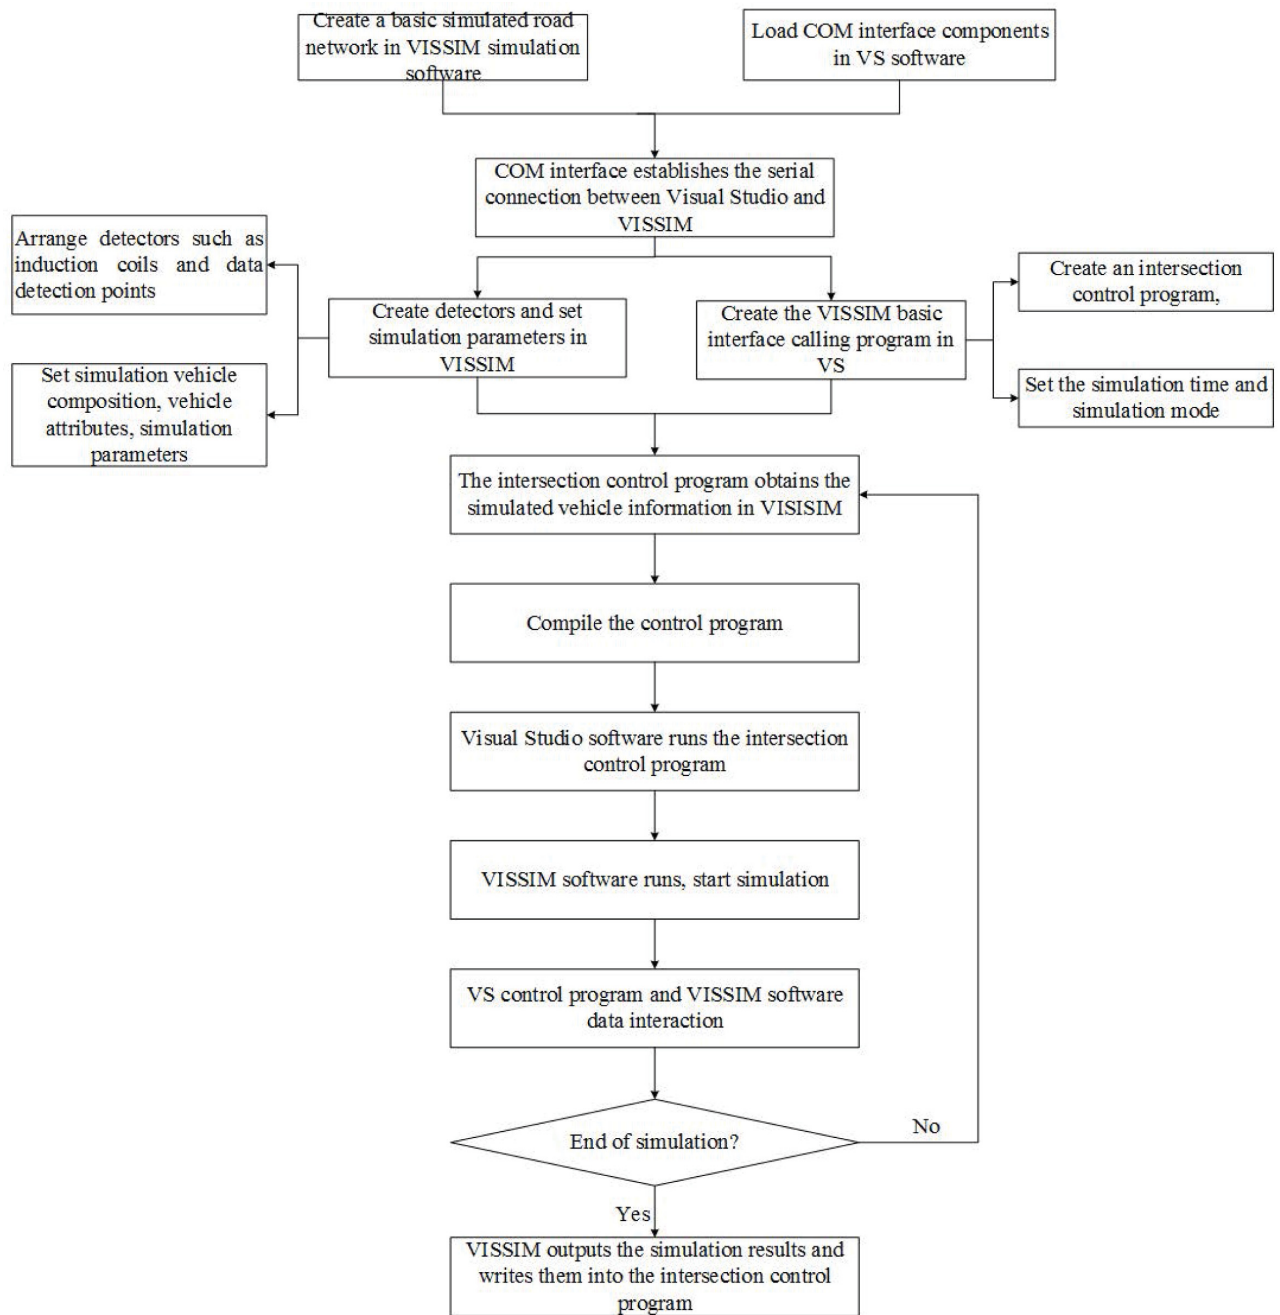 Create a basic simulated road
network in VISSIM simulation
software
Load COM interface components
in VS software
COM interface establishes the serial
connection between Visual Studio and
VISSIM
Arrange detectors such as
induction coils and data
detection points
Create detectors and set
simulation parameters in
VISSIM
Create the VISSIM basic
interface calling program in
VS
Create an intersection
control program,
Set simulation vehicle
composition, vehicle
attributes, simulation
parameters
Set the simulation time and
simulation mode
The intersection control program obtains the
simulated vehicle information in VISISIM
Compile the control program
Visual Studio software runs the intersection
control program
VISSIM software runs, start simulation
VS control program and VISSIM software
data interaction
End of simulation?
No
Yes
VISSIM outputs the simulation results and
writes them into the intersection control
program